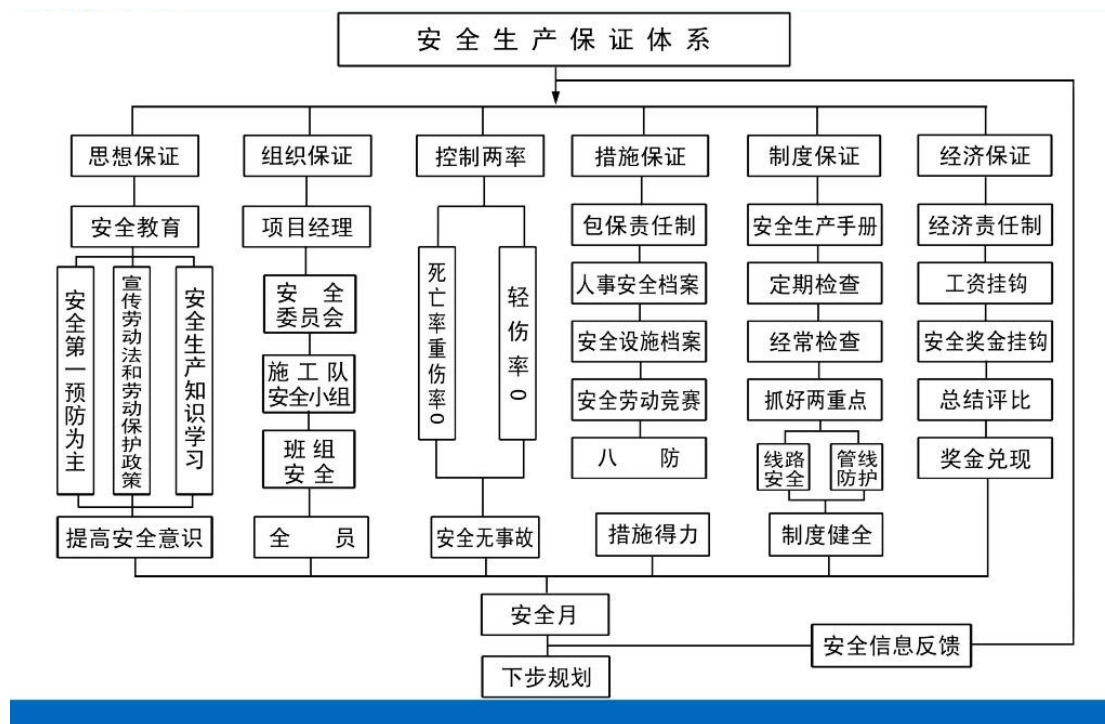 安全生产保证体系
思想保证
组织保证
控制两率
措施保证
制度保证
经济保证
安全教育
项目经理
包保责任制
安全生产手册
经济责任制
安全第一预防为主
宣传劳动法和劳动保护政策
安全生产知识学习
安全
委员会
死亡率重伤率0
轻伤率0
人事安全档案
定期检查
工资挂钩
安全设施档案
经常检查
安全奖金挂钩
施工队
安全小组
安全劳动竞赛
抓好两重点
总结评比
班组
安全
八防
线路
安全
管线
防护
奖金兑现
提高安全意识
全员
安全无事故
措施得力
制度健全
安全月
安全信息反馈
下步规划